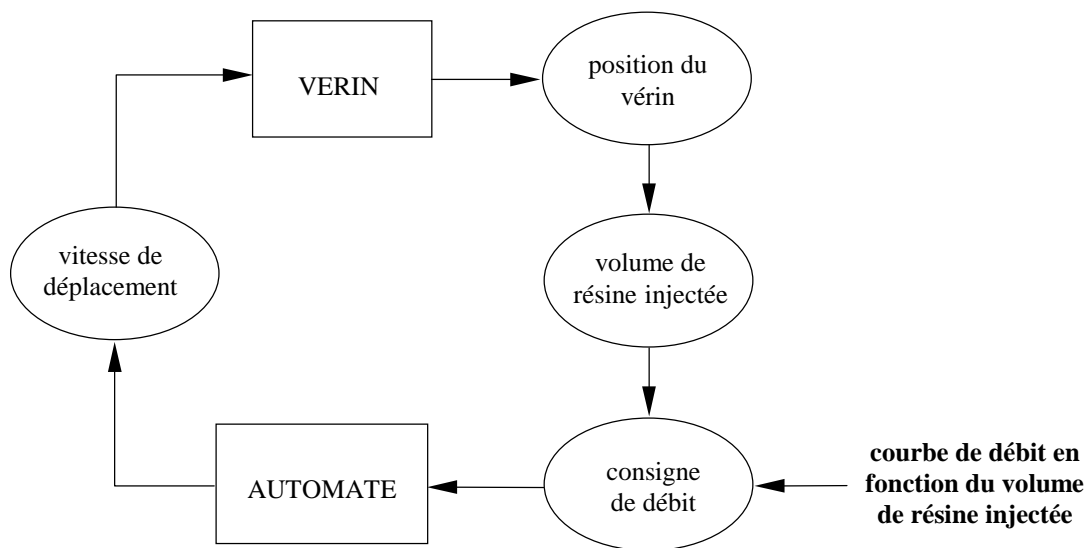 VERIN
position du
vérin
vitesse de
déplacement
volume de
résine injectée
AUTOMATE
consigne
de débit
courbe de débit en
fonction du volume
de résine injectée